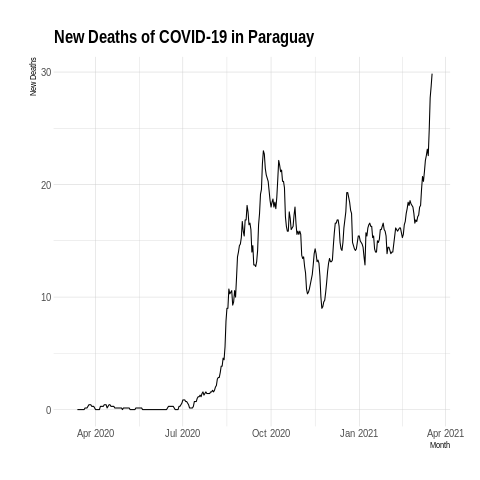 New Deaths of COVID-19 in Paraguay
New Deaths
30
20
10
0
Apr 2020
Jul 2020
Oct 2020
Jan 2021
Apr 2021
Month